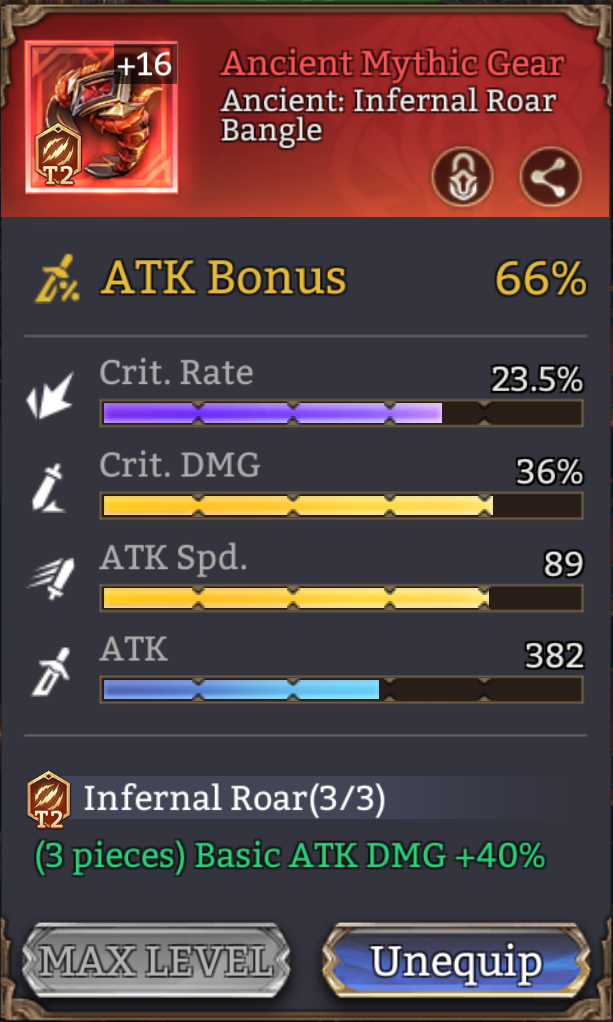 +16
T2
Ancient Mythic Gear
Ancient: Infernal Roar
Bangle
ATK Bonus 66%
Crit. Rate 23.5%
Crit. DMG 36%
ATK Spd. 89
ATK 382
T2
Infernal Roar(3/3)
(3 pieces) Basic ATK DMG +40%
MAX LEVEL Unequip